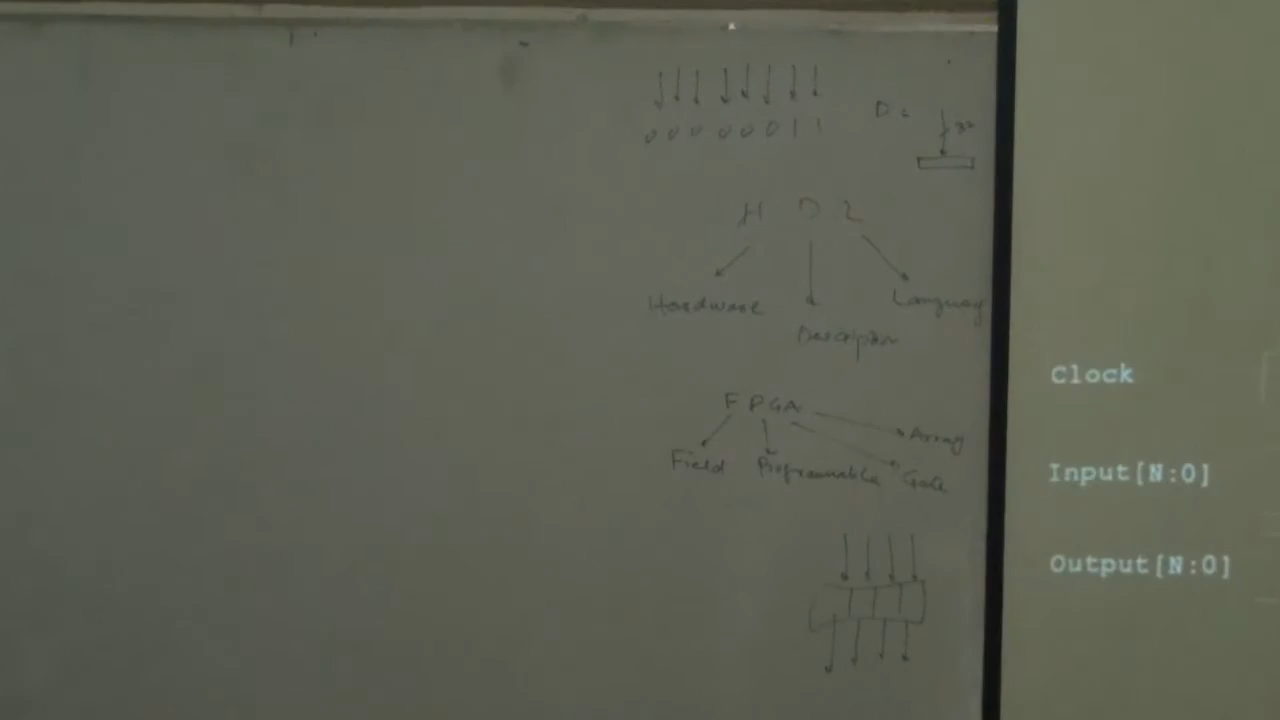 0 0 0 0 0 0 1 1
D =
32
H D L
Hardware
Description
Language
F P G A
Array
Field Programmable Gate
Clock
Input[N:0]
Output[N:0]